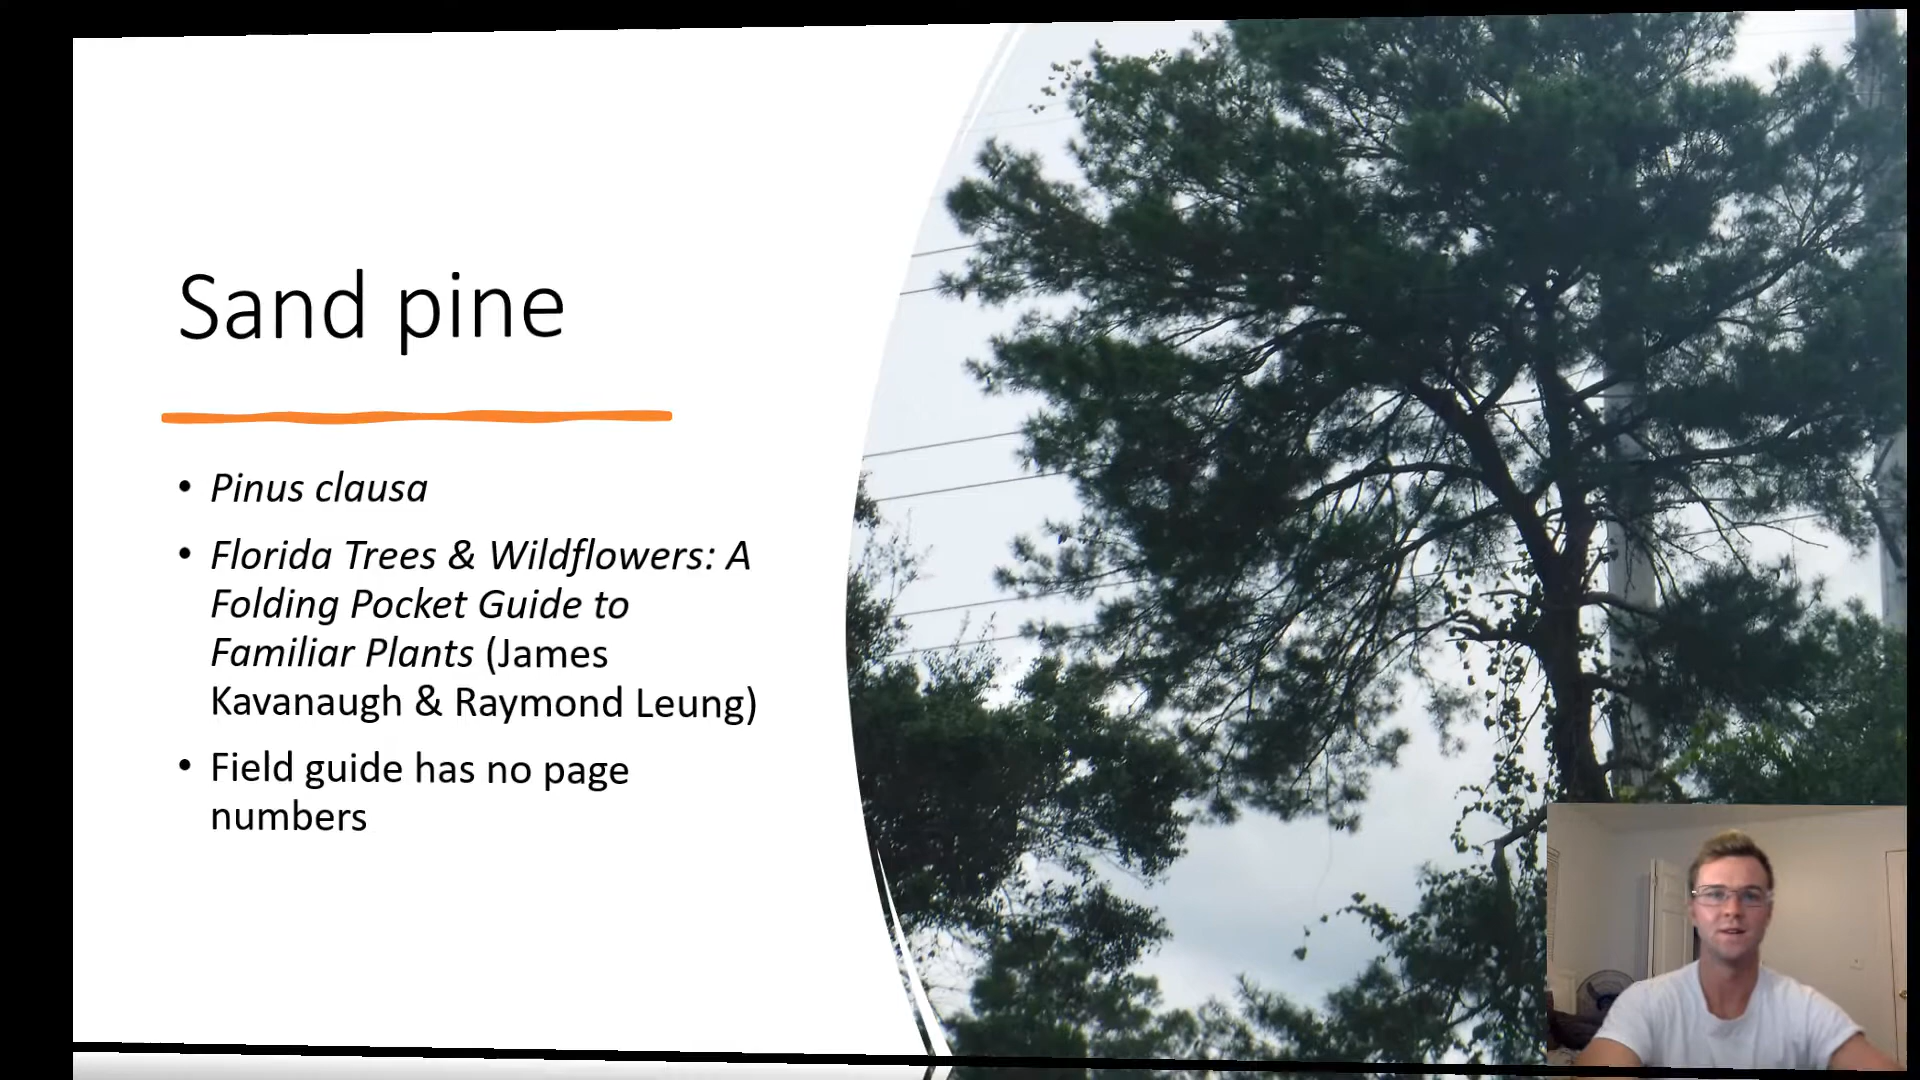 Sand pine
• Pinus clausa
• Florida Trees & Wildflowers: A
Folding Pocket Guide to
Familiar Plants (James
Kavanaugh & Raymond Leung)
• Field guide has no page
numbers